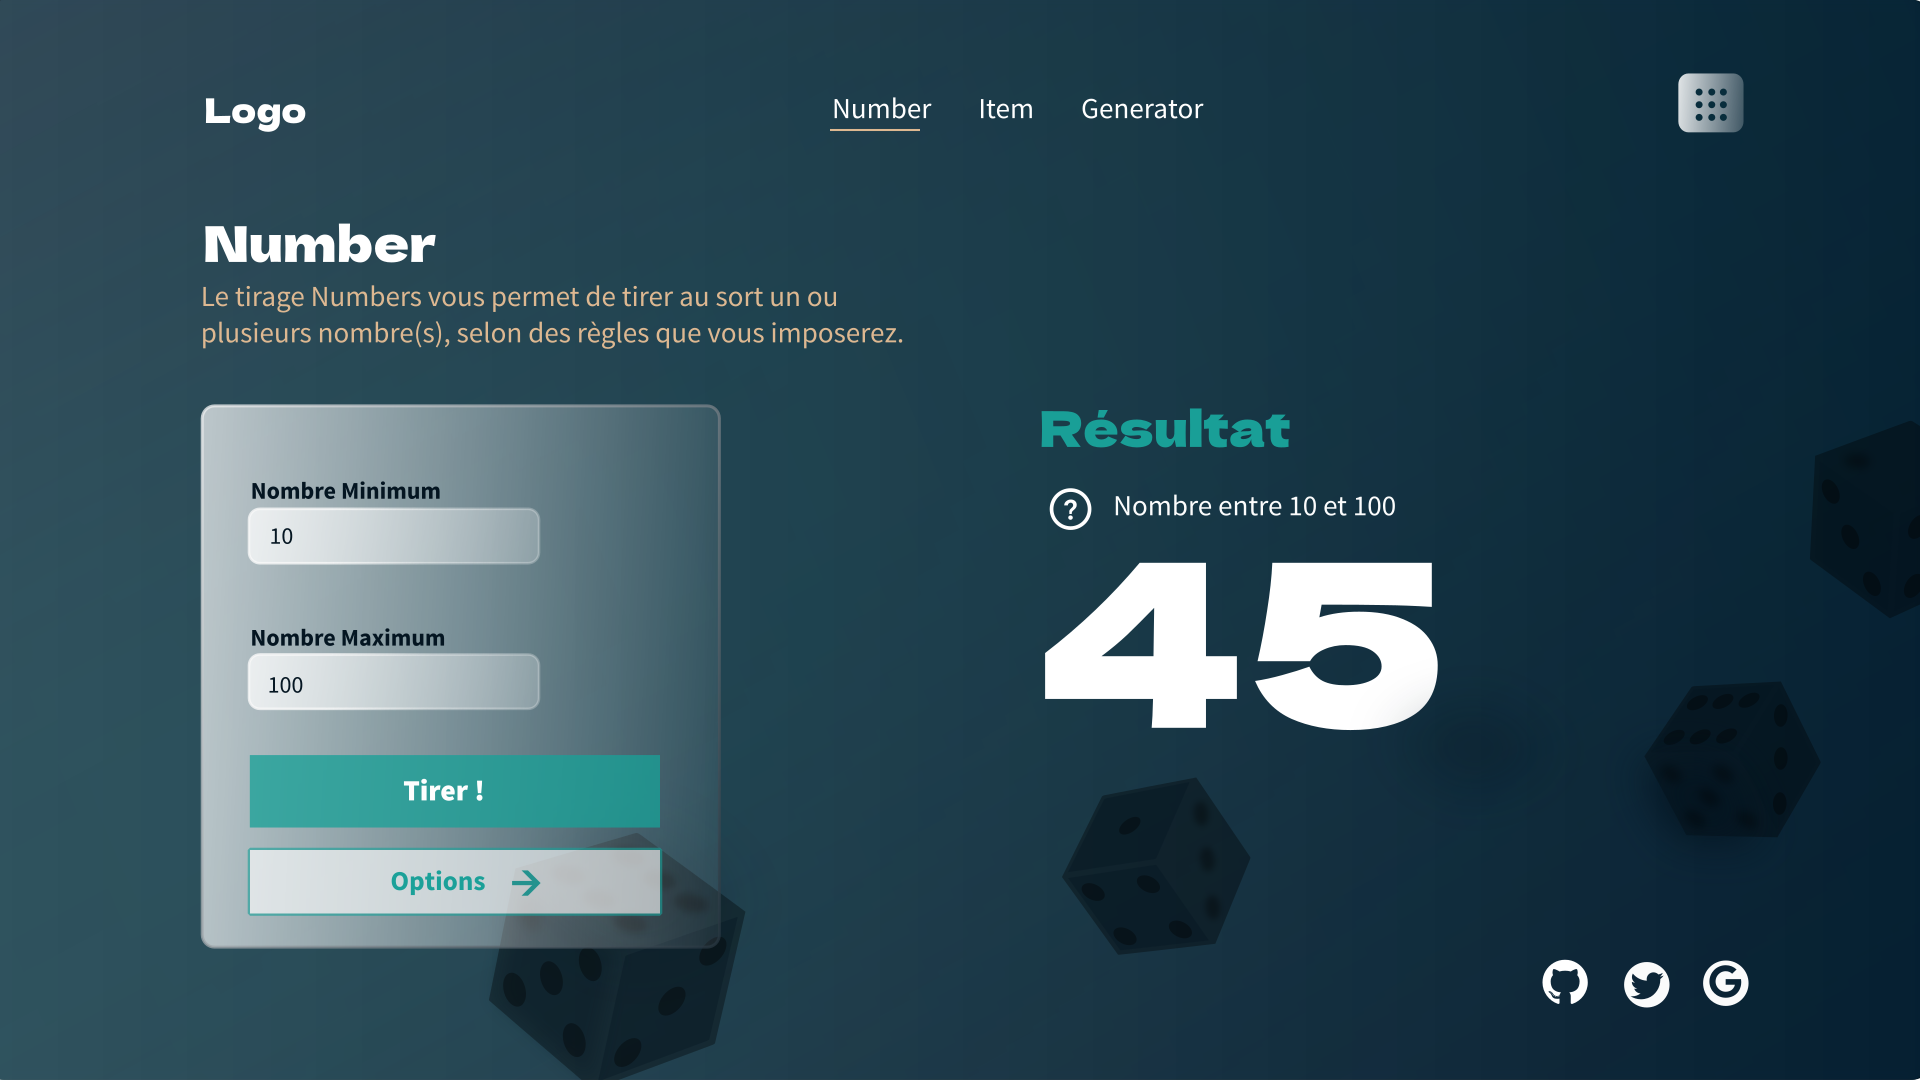 Logo
Number
Item
Generator
Number
Le tirage Numbers vous permet de tirer au sort un ou
plusieurs nombre(s), selon des règles que vous imposerez.
Nombre Minimum
10
Nombre Maximum
100
Tirer !
Options
Résultat
? Nombre entre 10 et 100
45
G